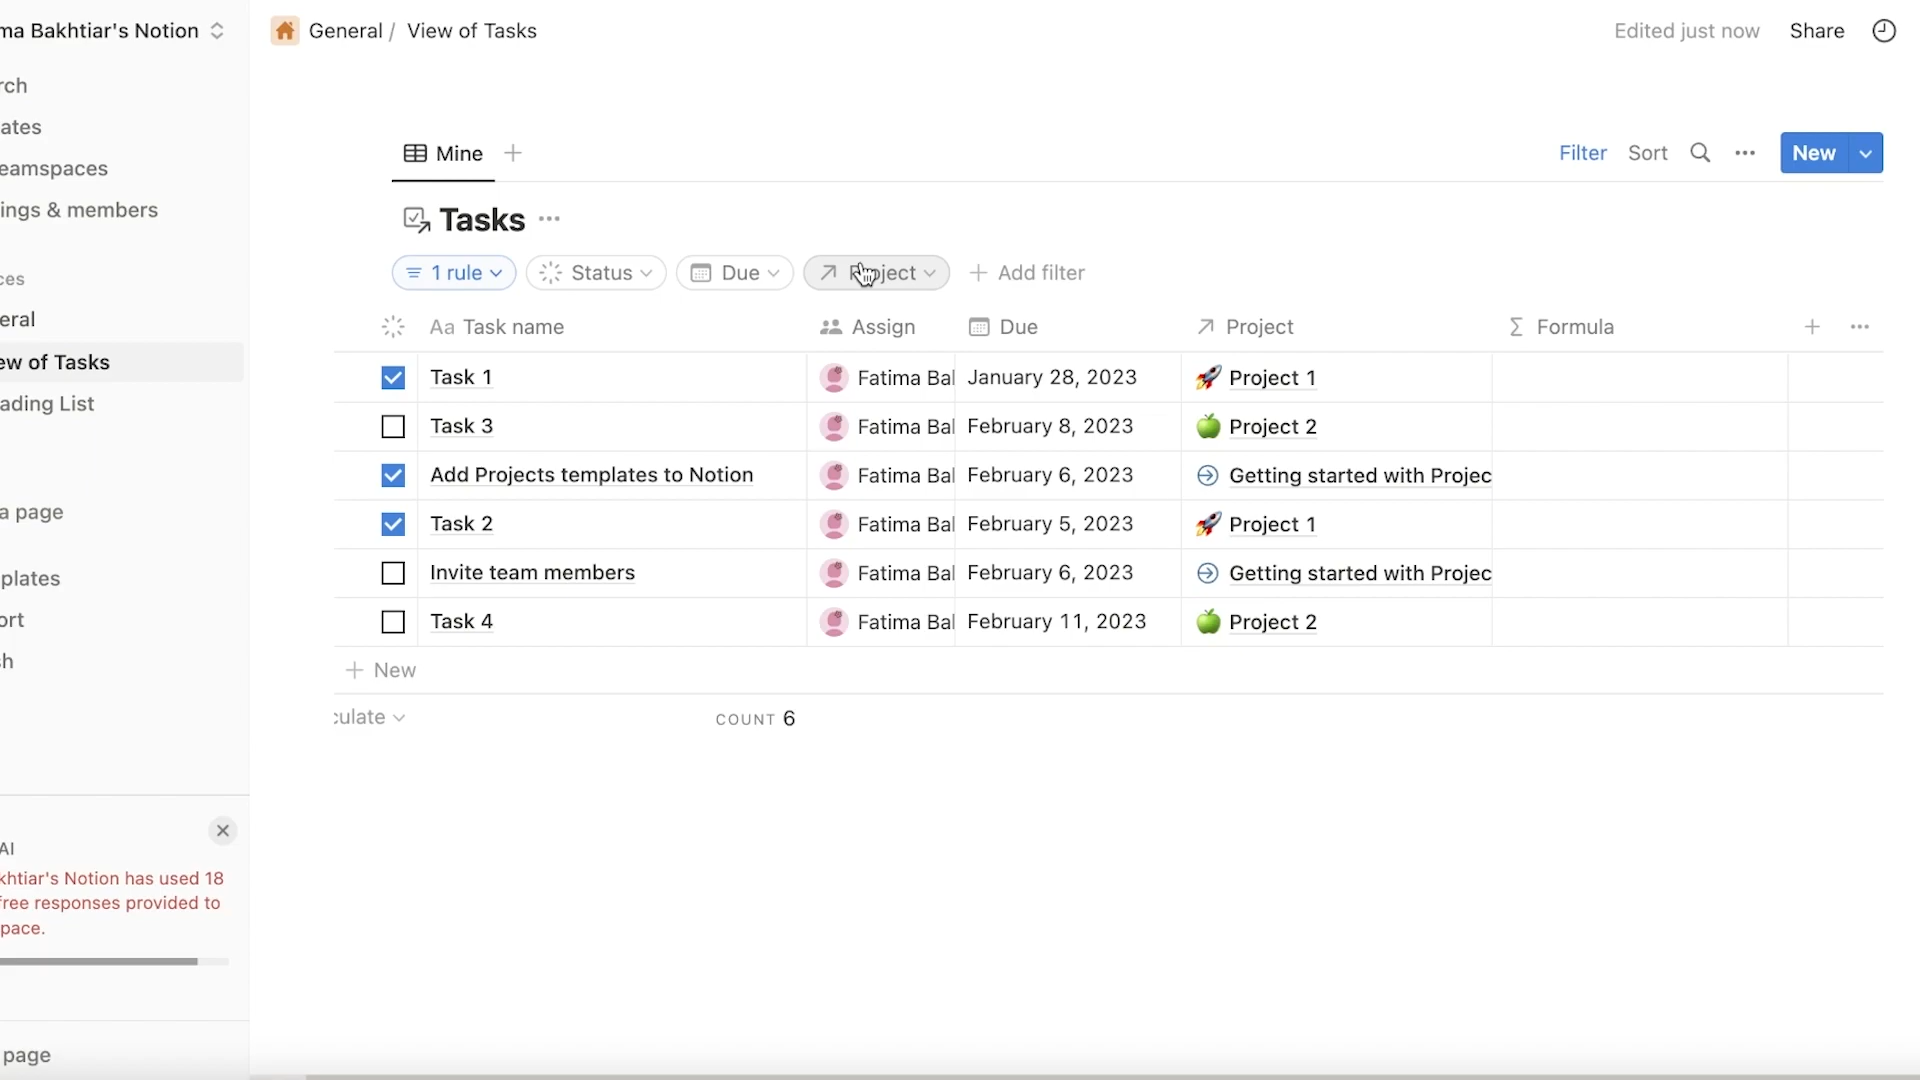 ma Bakhtiar's Notion
General / View of Tasks
Edited just now
Share
rch
ates
eamspaces
ings & members
ces
eral
ew of Tasks
ading List
a page
plates
ort
h
Mine
Filter
Sort
New
Tasks
1 rule
Status
Due
Project
Add filter
Aa Task name
Assign
Due
Project
Σ Formula
Task 1
Fatima Bal
January 28, 2023
Project 1
Task 3
Fatima Bal
February 8, 2023
Project 2
Add Projects templates to Notion
Fatima Bal
February 6, 2023
Getting started with Projec
Task 2
Fatima Bal
February 5, 2023
Project 1
Invite team members
Fatima Bal
February 6, 2023
Getting started with Projec
Task 4
Fatima Bal
February 11, 2023
Project 2
New
culate
COUNT 6
AI
khtiar's Notion has used 18
free responses provided to
pace.
page